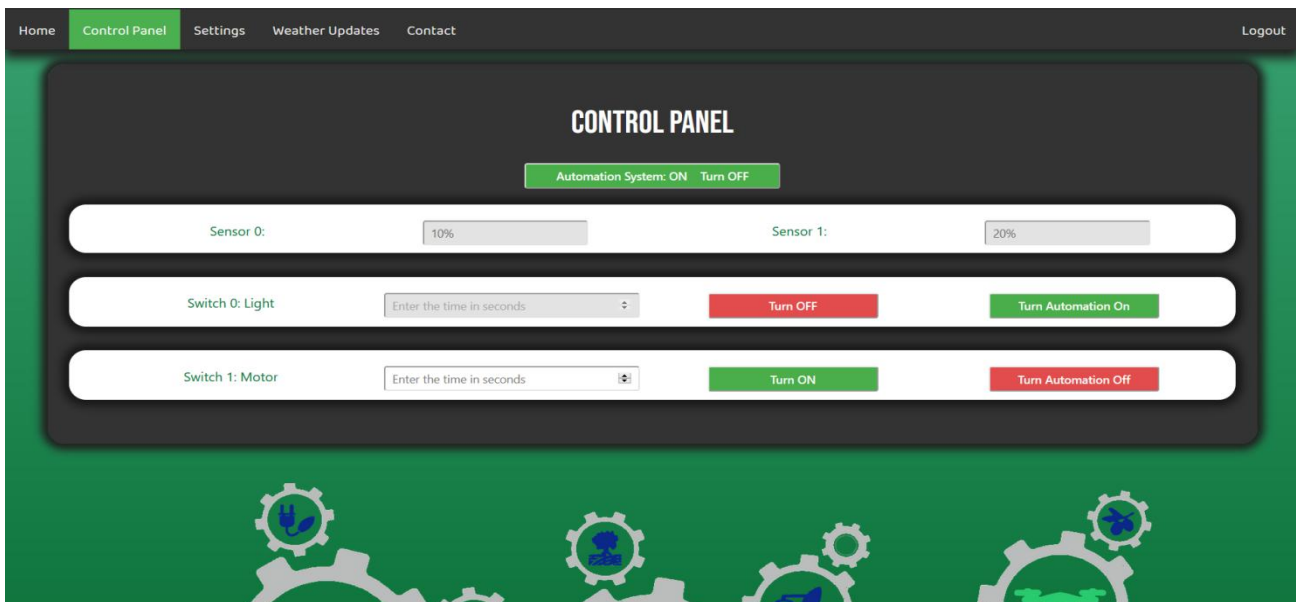 Home Control Panel Settings Weather Updates Contact Logout
CONTROL PANEL
Automation System: ON Turn OFF
Sensor 0: 10% Sensor 1: 20%
Switch 0: Light Enter the time in seconds Turn OFF Turn Automation On
Switch 1: Motor Enter the time in seconds Turn ON Turn Automation Off